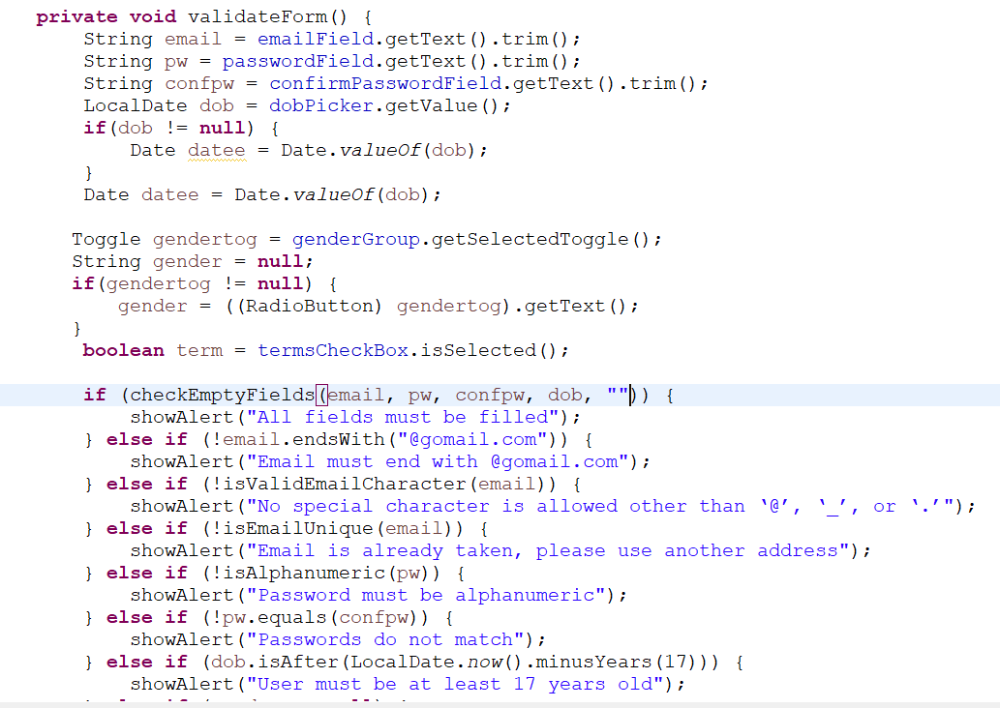 private void validateForm() {
String email = emailField.getText().trim();
String pw = passwordField.getText().trim();
String confpw = confirmPasswordField.getText().trim();
LocalDate dob = dobPicker.getValue();
if(dob != null) {
Date datee = Date.valueOf(dob);
}
Date datee = Date.valueOf(dob);
Toggle gendertog = genderGroup.getSelectedToggle();
String gender = null;
if(gendertog != null) {
gender = ((RadioButton) gendertog).getText();
}
boolean term = termsCheckBox.isSelected();
if (checkEmptyFields(email, pw, confpw, dob, "")) {
showAlert("All fields must be filled");
} else if (!email.endsWith("@gomail.com")) {
showAlert("Email must end with @gomail.com");
} else if (!isValidEmailCharacter(email)) {
showAlert("No special character is allowed other than ‘@’, ‘_’, or ‘.’");
} else if (!isEmailUnique(email)) {
showAlert("Email is already taken, please use another address");
} else if (!isAlphanumeric(pw)) {
showAlert("Password must be alphanumeric");
} else if (!pw.equals(confpw)) {
showAlert("Passwords do not match");
} else if (dob.isAfter(LocalDate.now().minusYears(17))) {
showAlert("User must be at least 17 years old");